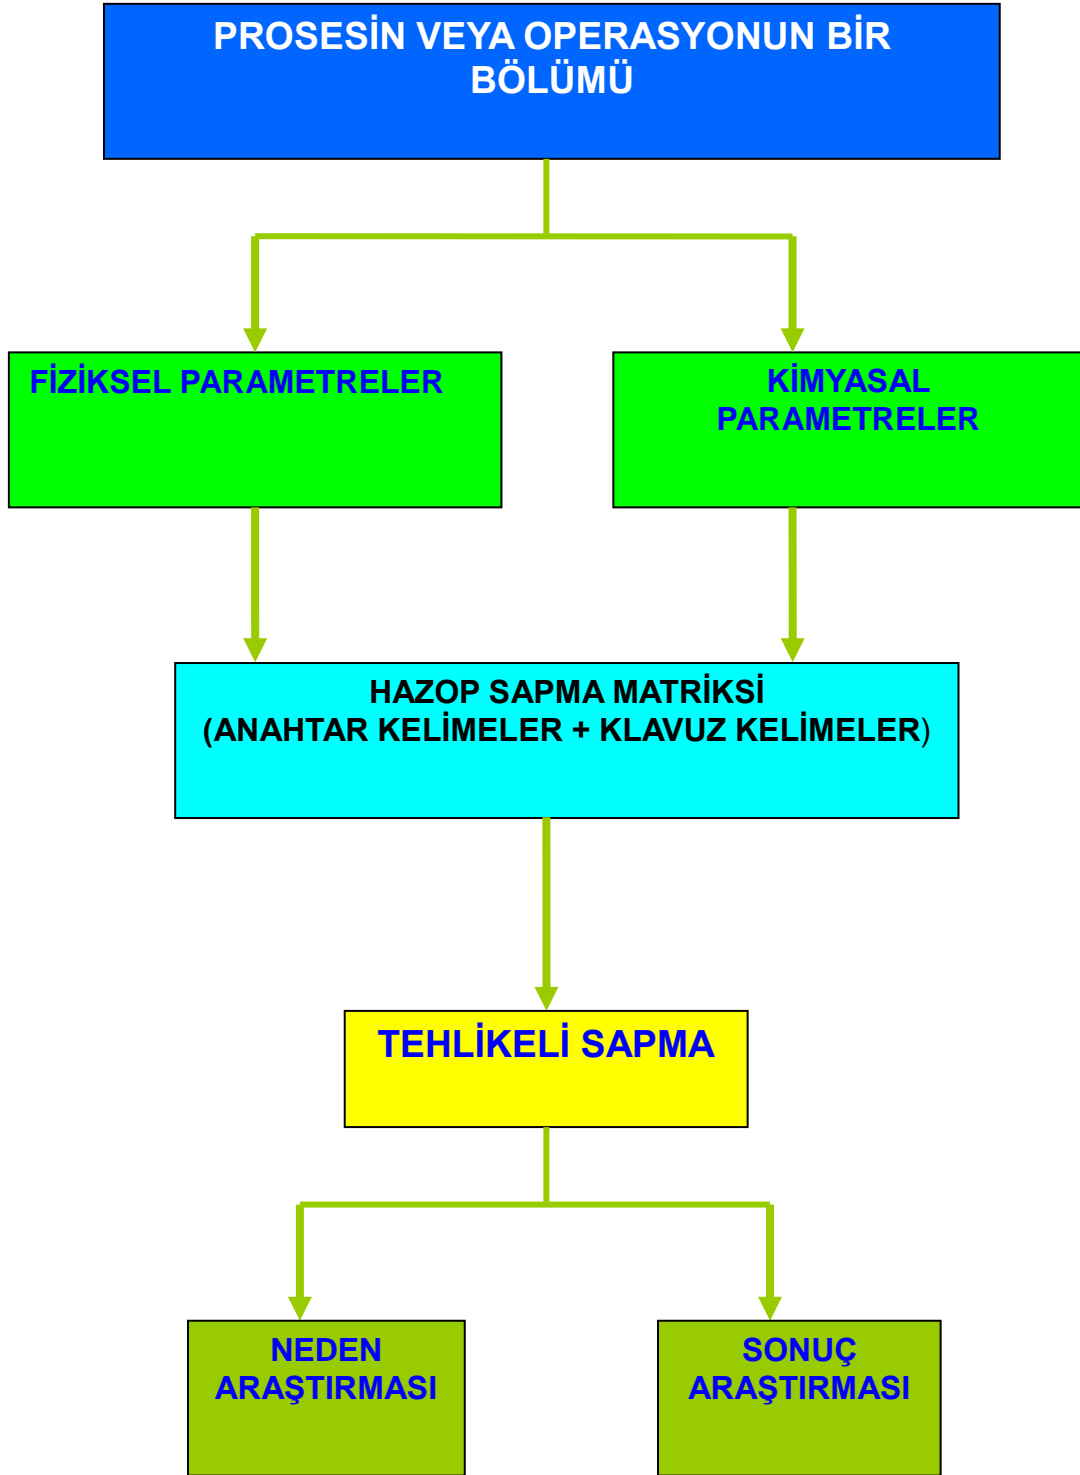 PROSESİN VEYA OPERASYONUN BİR
BÖLÜMÜ
FİZİKSEL PARAMETRELER
KİMYASAL
PARAMETRELER
HAZOP SAPMA MATRİKSİ
(ANAHTAR KELİMELER + KLAVUZ KELİMELER)
TEHLİKELİ SAPMA
NEDEN
ARAŞTIRMASI
SONUÇ
ARAŞTIRMASI